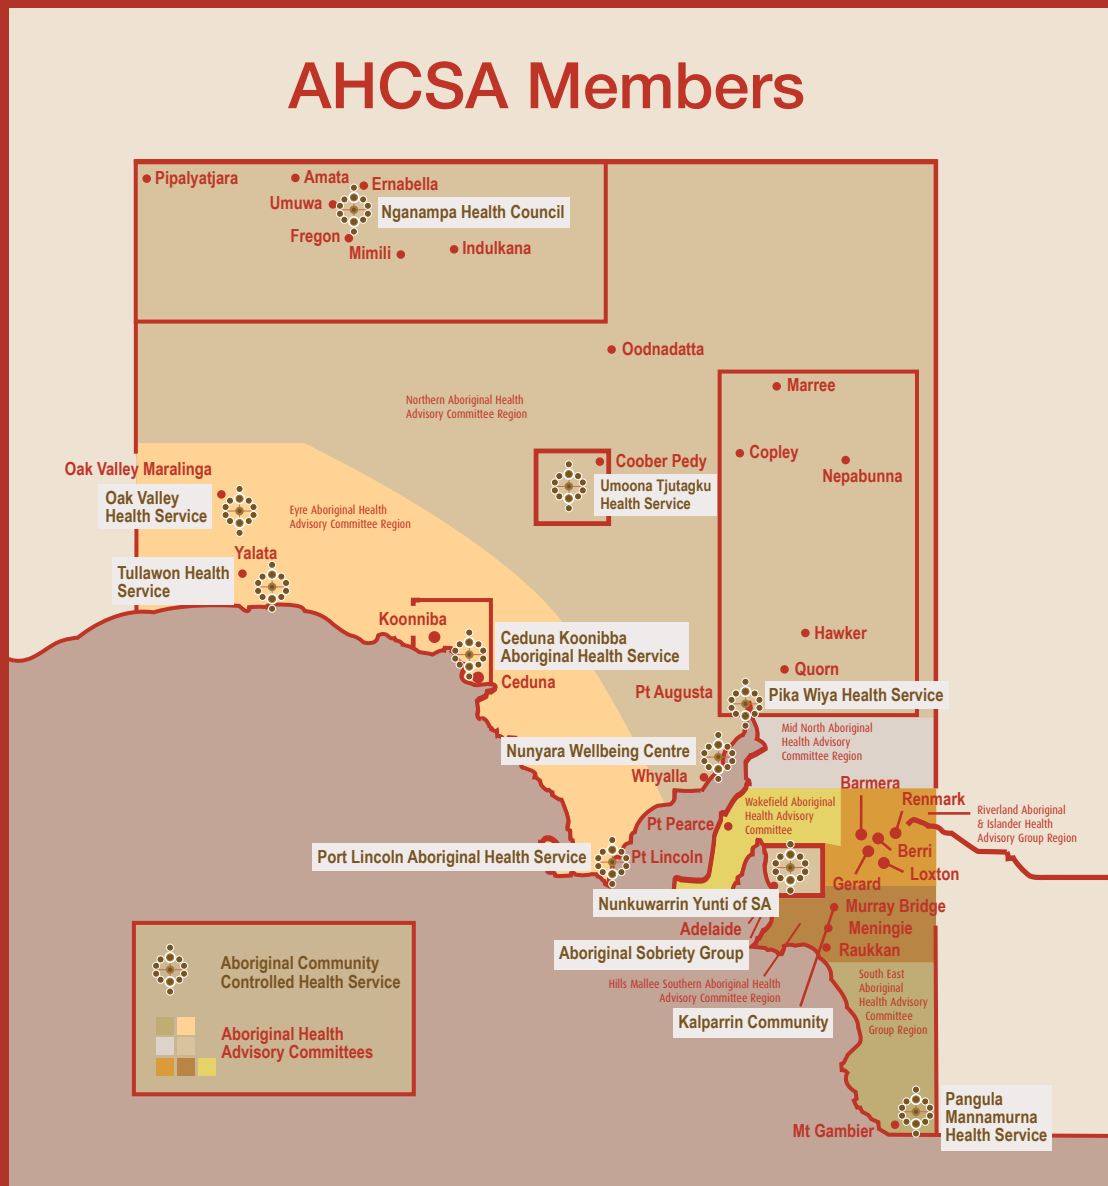 AHCSA Members
Pipalyatjara
Amata
Ernabella
Umuwa
Nganampa Health Council
Fregon
Mimili
Indulkana
Oodnadatta
Marree
Northern Aboriginal Health
Advisory Committee Region
Copley
Nepabunna
Coober Pedy
Umoona Tjutagku
Health Service
Oak Valley Maralinga
Oak Valley
Health Service
Eyre Aboriginal Health
Advisory Committee Region
Yalata
Tullawon Health
Service
Koonniba
Ceduna Koonibba
Aboriginal Health Service
Ceduna
Hawker
Quorn
Pt Augusta
Pika Wiya Health Service
Mid North Aboriginal
Health Advisory
Committee Region
Nunyara Wellbeing Centre
Whyalla
Barmera
Renmark
Wakefield Aboriginal
Health Advisory
Committee
Riverland Aboriginal
& Islander Health
Advisory Group Region
Pt Pearce
Berri
Port Lincoln Aboriginal Health Service
Pt Lincoln
Loxton
Gerard
Nunkuwarrin Yunti of SA
Murray Bridge
Adelaide
Meningie
Aboriginal Sobriety Group
Raukkan
Hills Mallee Southern Aboriginal Health
Advisory Committee Region
South East
Aboriginal
Health Advisory
Committee
Group Region
Kalparrin Community
Aboriginal Community
Controlled Health Service
Aboriginal Health
Advisory Committees
Pangula
Mannamurna
Health Service
Mt Gambier